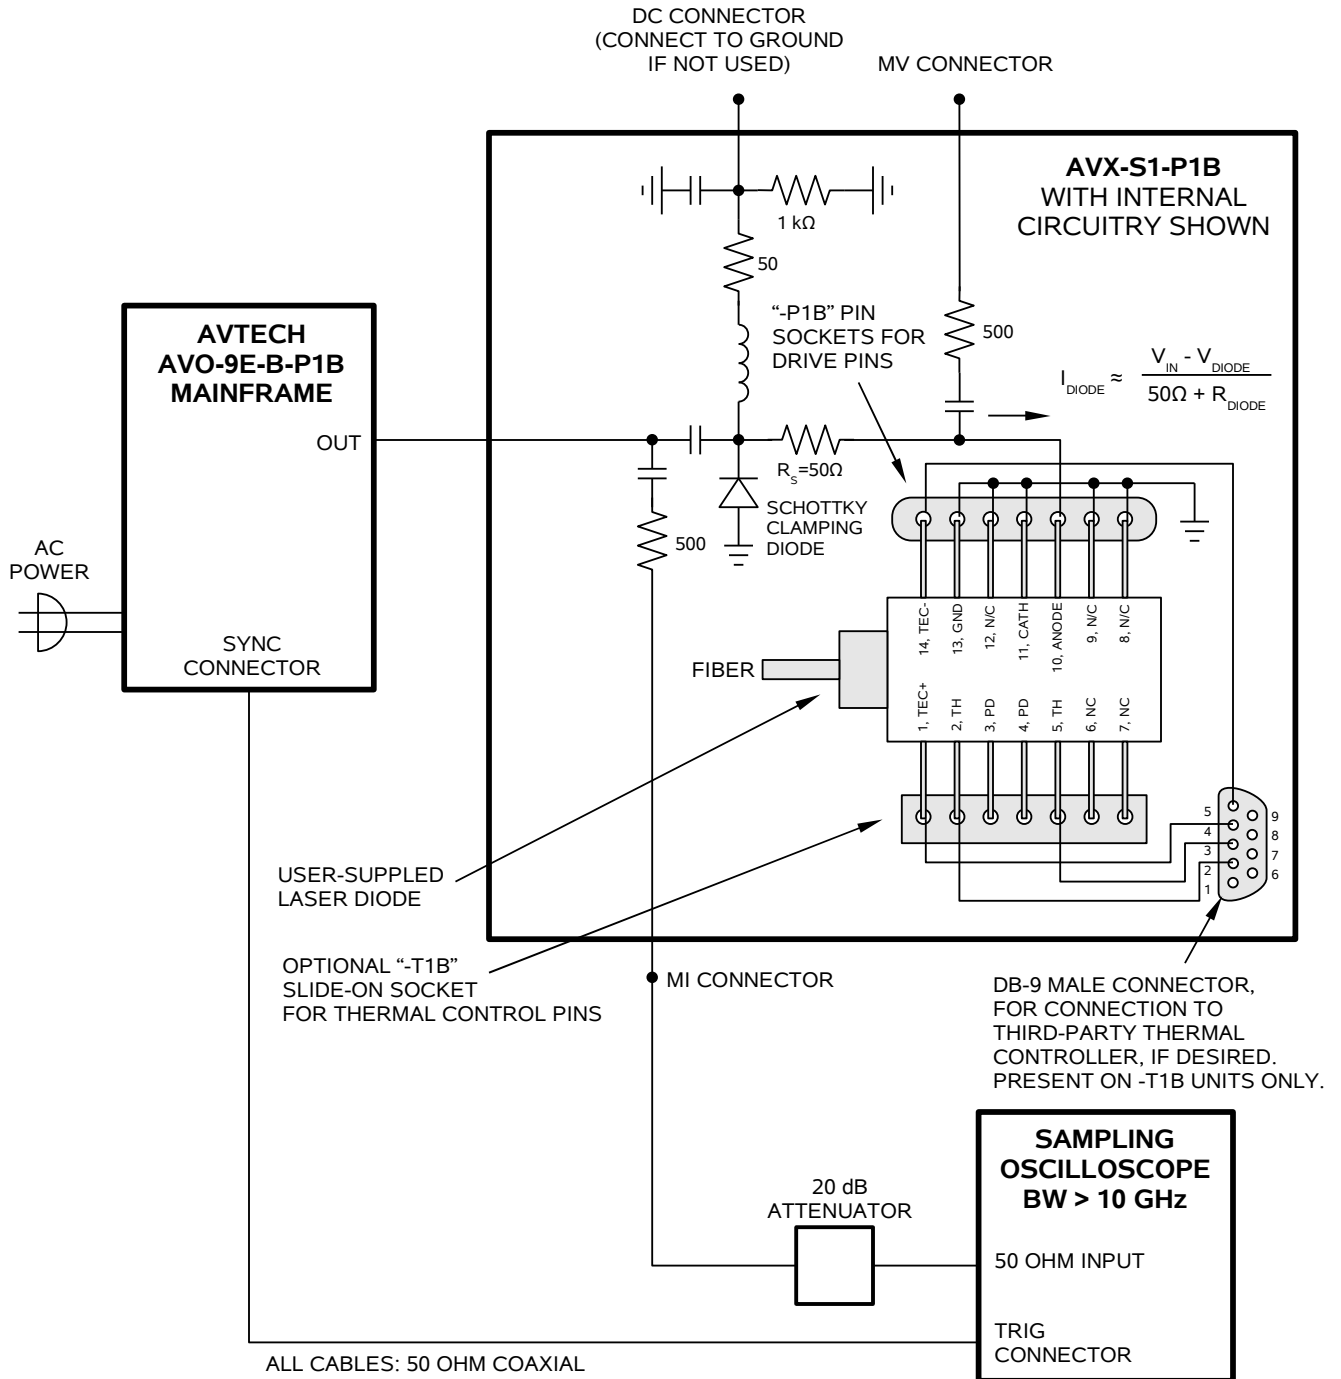 DC CONNECTOR
(CONNECT TO GROUND
IF NOT USED)
MV CONNECTOR
AVX-S1-P1B
WITH INTERNAL
CIRCUITRY SHOWN
1 kΩ
50
"-P1B" PIN
SOCKETS FOR
DRIVE PINS
500
I DIODE ≈ V IN - V DIODE
50Ω + R DIODE
AVTECH
AVO-9E-B-P1B
MAINFRAME
OUT
R S=50Ω
SCHOTTKY
CLAMPING
DIODE
500
AC
POWER
SYNC
CONNECTOR
14, TEC-
13, GND
12, N/C
11, CATH
10, ANODE
9, N/C
8, N/C
FIBER
1, TEC+
2, TH
3, PD
4, PD
5, TH
6, NC
7, NC
5
4
3
2
1
9
8
7
6
USER-SUPPLED
LASER DIODE
OPTIONAL "-T1B"
SLIDE-ON SOCKET
FOR THERMAL CONTROL PINS
MI CONNECTOR
DB-9 MALE CONNECTOR,
FOR CONNECTION TO
THIRD-PARTY THERMAL
CONTROLLER, IF DESIRED.
PRESENT ON -T1B UNITS ONLY.
SAMPLING
OSCILLOSCOPE
BW > 10 GHz
20 dB
ATTENUATOR
50 OHM INPUT
TRIG
CONNECTOR
ALL CABLES: 50 OHM COAXIAL